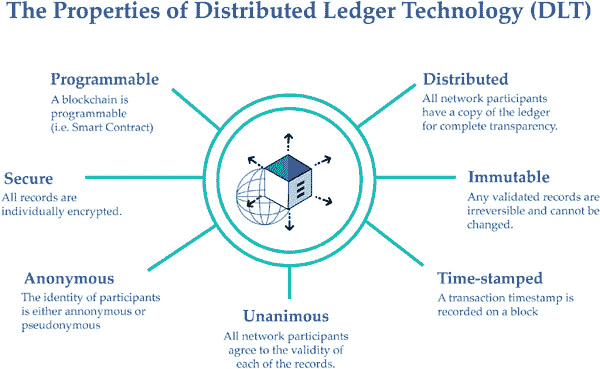 The Properties of Distributed Ledger Technology (DLT)
Programmable
A blockchain is
programmable
(i.e. Smart Contract)
Distributed
All network participants
have a copy of the ledger
for complete transparency.
Secure
All records are
individually encrypted.
Immutable
Any validated records are
irreversible and cannot be
changed.
Anonymous
The identity of participants
is either annonymous or
pseudonymous
Unanimous
All network participants
agree to the validity of
each of the records.
Time-stamped
A transaction timestamp is
recorded on a block